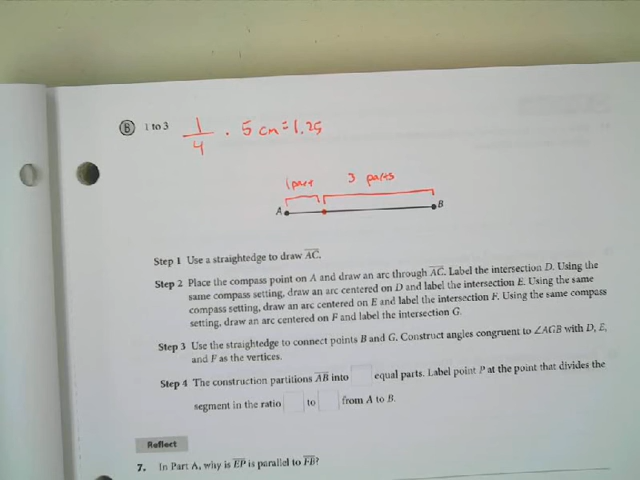 B 1 to 3 1/4 · 5 cm = 1.25
1 part 3 parts
A B
Step 1 Use a straightedge to draw AC.
Step 2 Place the compass point on A and draw an arc through AC. Label the intersection D. Using the
same compass setting, draw an arc centered on D and label the intersection E. Using the same
compass setting, draw an arc centered on E and label the intersection F. Using the same compass
setting, draw an arc centered on F and label the intersection G.
Step 3 Use the straightedge to connect points B and G. Construct angles congruent to ∠AGB with D, E,
and F as the vertices.
Step 4 The construction partitions AB into equal parts. Label point P at the point that divides the
segment in the ratio to from A to B.
Reflect
7. In Part A, why is EP is parallel to FB?